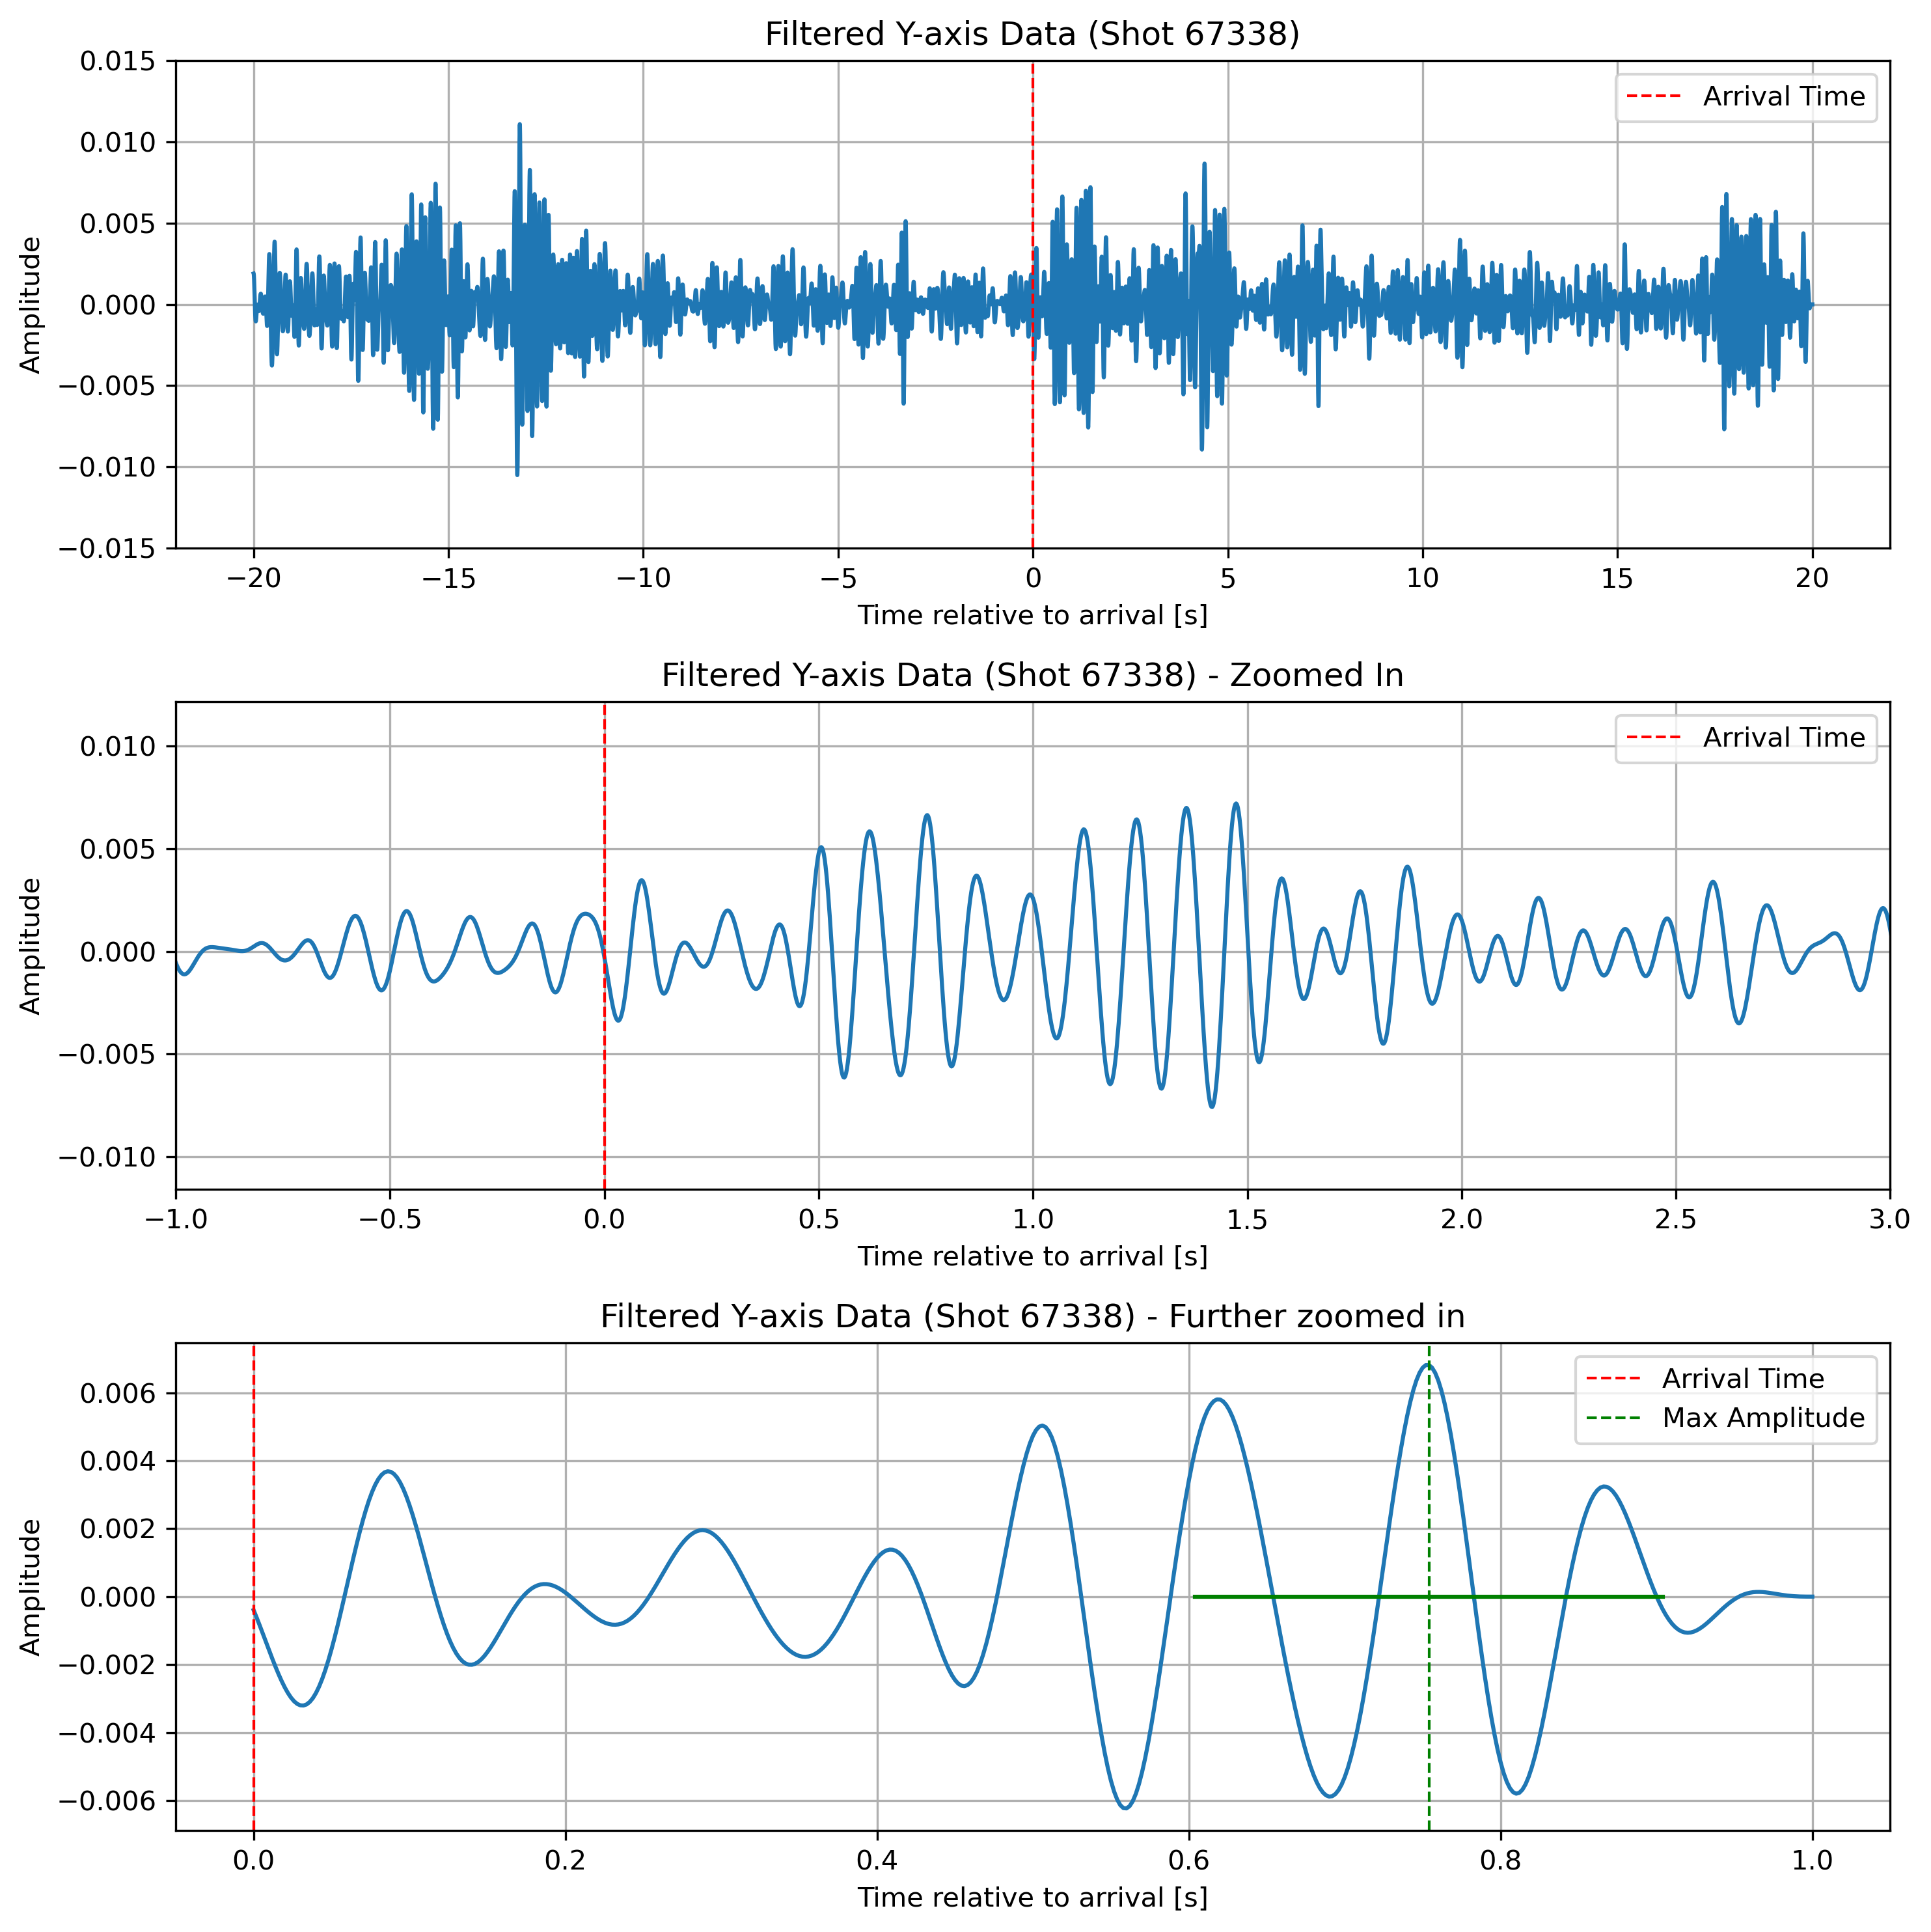 Filtered Y-axis Data (Shot 67338)
Amplitude
0.015
0.010
0.005
0.000
−0.005
−0.010
−0.015
Arrival Time
−20 −15 −10 −5 0 5 10 15 20
Time relative to arrival [s]
Filtered Y-axis Data (Shot 67338) - Zoomed In
Amplitude
0.010
0.005
0.000
−0.005
−0.010
Arrival Time
−1.0 −0.5 0.0 0.5 1.0 1.5 2.0 2.5 3.0
Time relative to arrival [s]
Filtered Y-axis Data (Shot 67338) - Further zoomed in
Amplitude
0.006
0.004
0.002
0.000
−0.002
−0.004
−0.006
Arrival Time
Max Amplitude
0.0 0.2 0.4 0.6 0.8 1.0
Time relative to arrival [s]